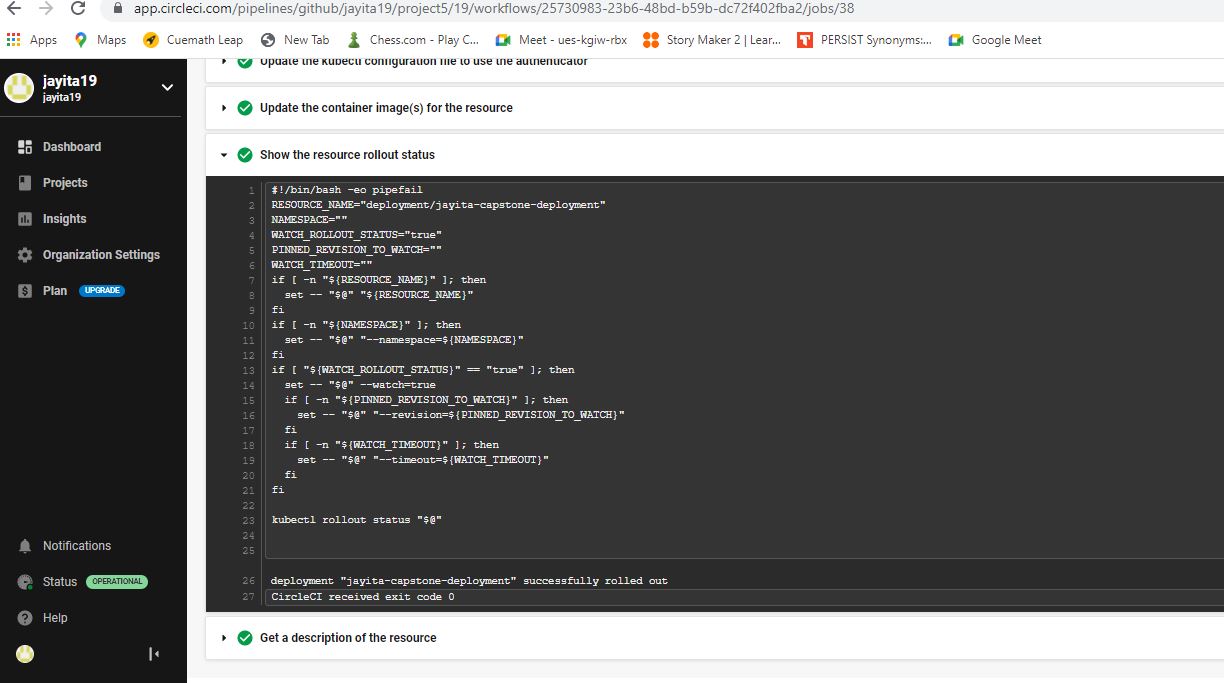 app.circleci.com/pipelines/github/jayita19/project5/19/workflows/25730983-23b6-48bd-b59b-dc72f402fba2/jobs/38
Apps Maps Cuemath Leap New Tab Chess.com - Play C... Meet - ues-kgiw-rbx Story Maker 2 | Lear... PERSIST Synonyms:... Google Meet
jayita19
jayita19
Dashboard
Projects
Insights
Organization Settings
Plan UPGRADE
Notifications
Status OPERATIONAL
Help
Update the kubectl configuration file to use the authenticator
Update the container image(s) for the resource
Show the resource rollout status
1 #!/bin/bash -eo pipefail
2 RESOURCE_NAME="deployment/jayita-capstone-deployment"
3 NAMESPACE=""
4 WATCH_ROLLOUT_STATUS="true"
5 PINNED_REVISION_TO_WATCH=""
6 WATCH_TIMEOUT=""
7 if [ -n "${RESOURCE_NAME}" ]; then
8 set -- "$@" "${RESOURCE_NAME}"
9 fi
10 if [ -n "${NAMESPACE}" ]; then
11 set -- "$@" "--namespace=${NAMESPACE}"
12 fi
13 if [ "${WATCH_ROLLOUT_STATUS}" == "true" ]; then
14 set -- "$@" --watch=true
15 if [ -n "${PINNED_REVISION_TO_WATCH}" ]; then
16 set -- "$@" "--revision=${PINNED_REVISION_TO_WATCH}"
17 fi
18 if [ -n "${WATCH_TIMEOUT}" ]; then
19 set -- "$@" "--timeout=${WATCH_TIMEOUT}"
20 fi
21 fi
22
23 kubectl rollout status "$@"
24
25
26 deployment "jayita-capstone-deployment" successfully rolled out
27 CircleCI received exit code 0
Get a description of the resource